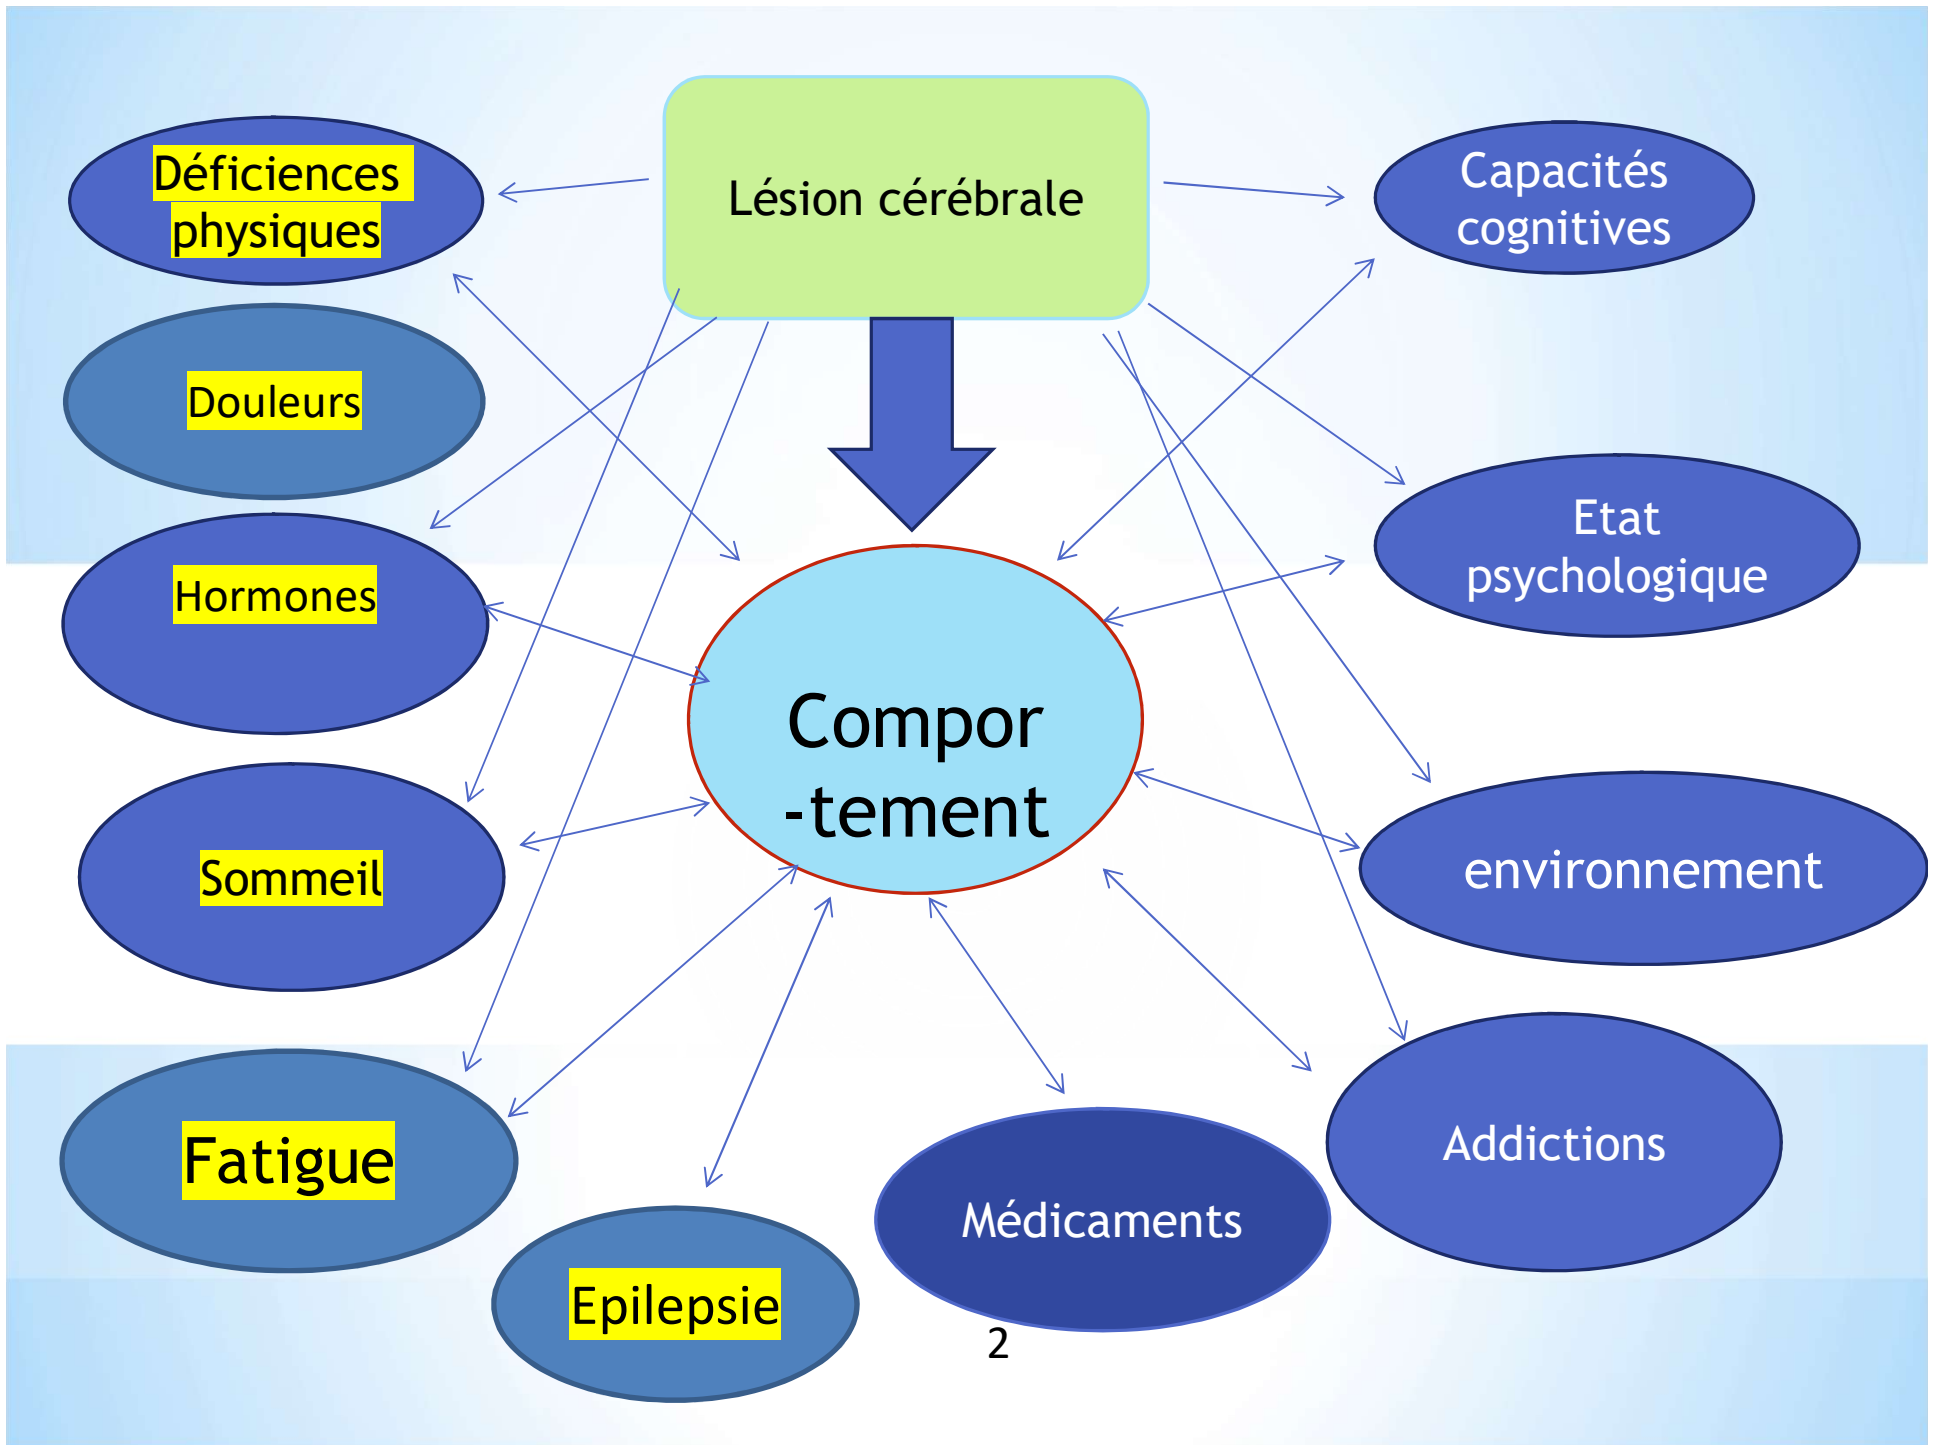 Lésion cérébrale
Déficiences
physiques
Capacités
cognitives
Douleurs
Etat
psychologique
Hormones
Compor
-tement
Sommeil
environnement
Fatigue
Addictions
Médicaments
Epilepsie
2